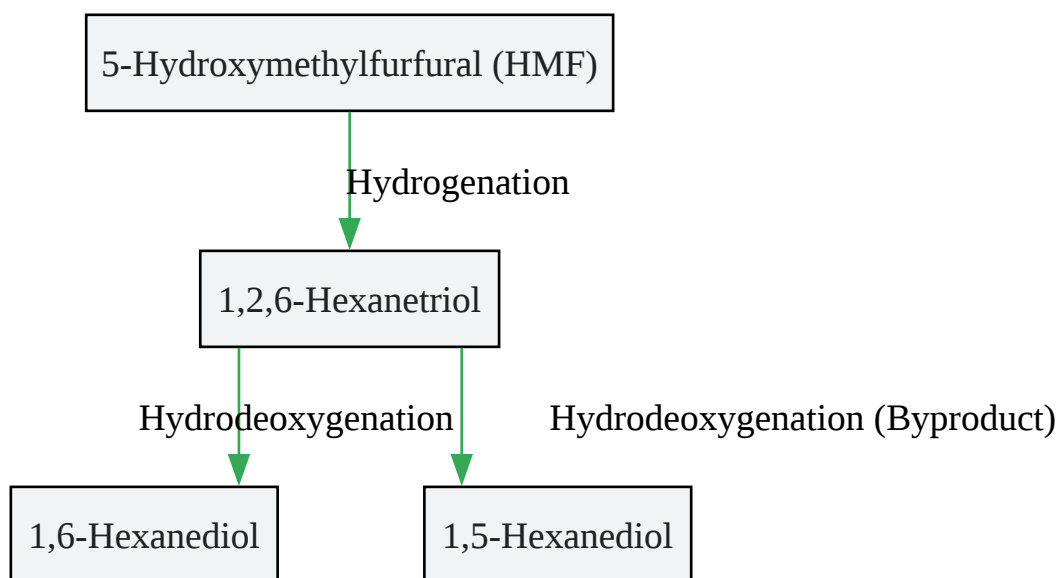 5-Hydroxymethylfurfural (HMF)
Hydrogenation
1,2,6-Hexanetriol
Hydrodeoxygenation
Hydrodeoxygenation (Byproduct)
1,6-Hexanediol
1,5-Hexanediol